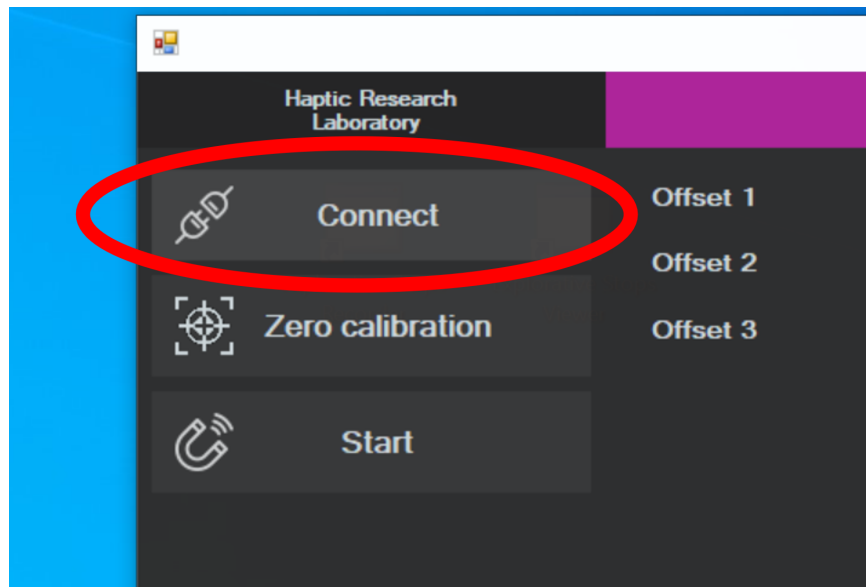 Haptic Research
Laboratory
Connect
Zero calibration
Start
Offset 1
Offset 2
Offset 3